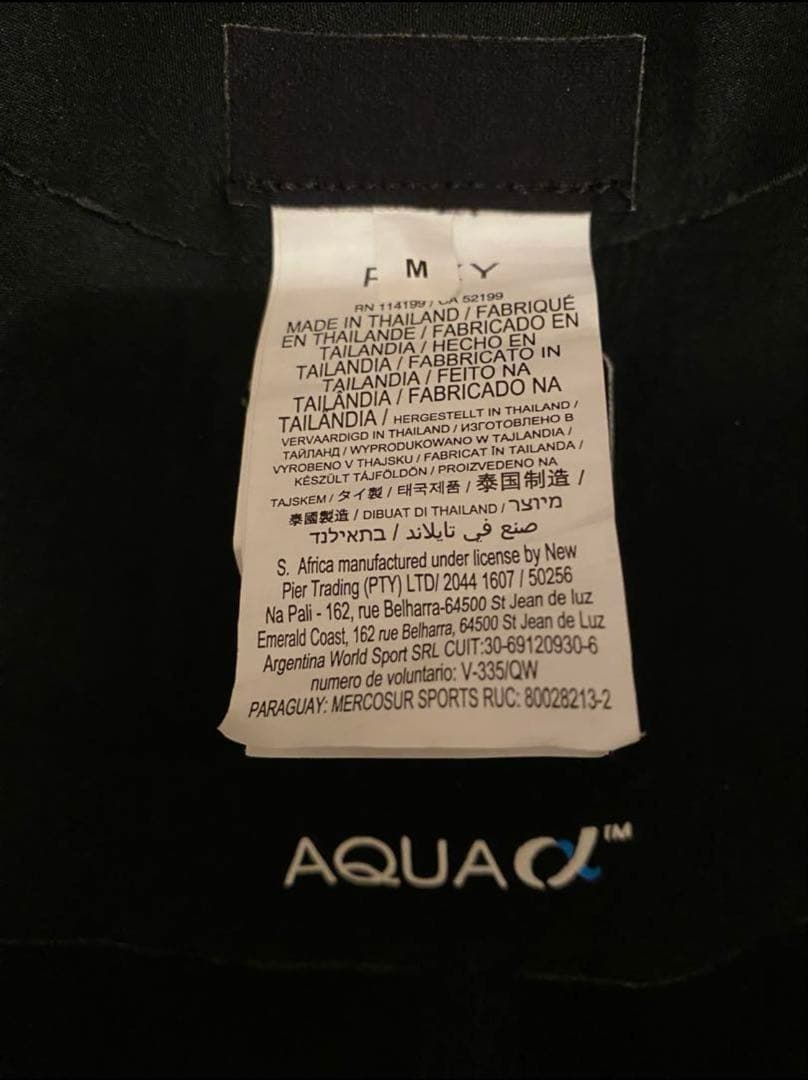 M
RN 114199 / CA 52199
MADE IN THAILAND / FABRIQUÉ
EN THAILANDE / FABRICADO EN
TAILANDIA / HECHO EN
TAILANDIA / FABBRICATO IN
TAILANDIA / FEITO NA
TAILÂNDIA / FABRICADO NA
TAILÂNDIA / HERGESTELLT IN THAILAND /
VERVAARDIGD IN THAILAND / ИЗГОТОВЛЕНО В
ТАЙЛАНД / WYPRODUKOWANO W TAJLANDIA /
VYROBENO V THAJSKU / FABRICAT ÎN TAILANDA /
KÉSZÜLT TÁJFÖLDÖN / PROIZVEDENO NA
TAJSKEM / タイ製 / 태국제품 / 泰国制造 /
泰國製造 / DIBUAT DI THAILAND / מיוצר
בתאילנד / صنع في تايلاند
S. Africa manufactured under license by New
Pier Trading (PTY) LTD/ 2044 1607 / 50256
Na Pali - 162, rue Belharra-64500 St Jean de luz
Emerald Coast, 162 rue Belharra, 64500 St Jean de Luz
Argentina World Sport SRL CUIT:30-69120930-6
numero de voluntario: V-335/QW
PARAGUAY: MERCOSUR SPORTS RUC: 80028213-2
AQUA α™